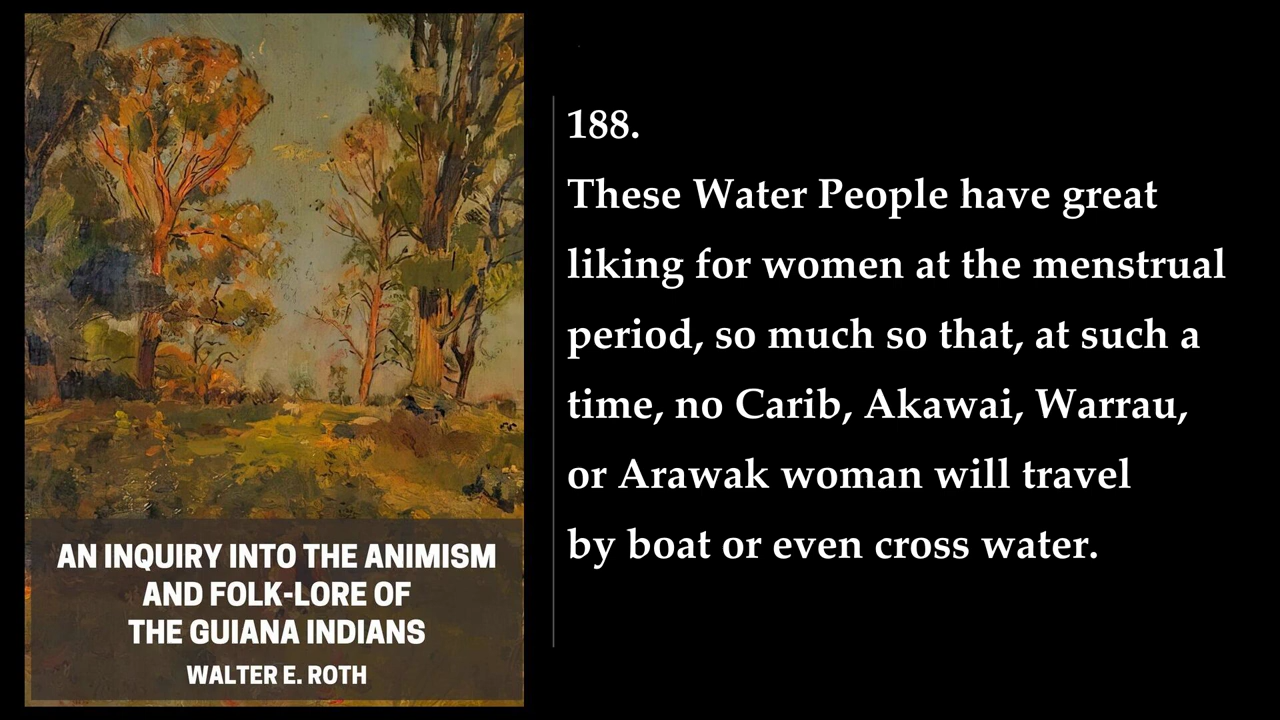 AN INQUIRY INTO THE ANIMISM
AND FOLK-LORE OF
THE GUIANA INDIANS
WALTER E. ROTH
188.
These Water People have great
liking for women at the menstrual
period, so much so that, at such a
time, no Carib, Akawai, Warrau,
or Arawak woman will travel
by boat or even cross water.